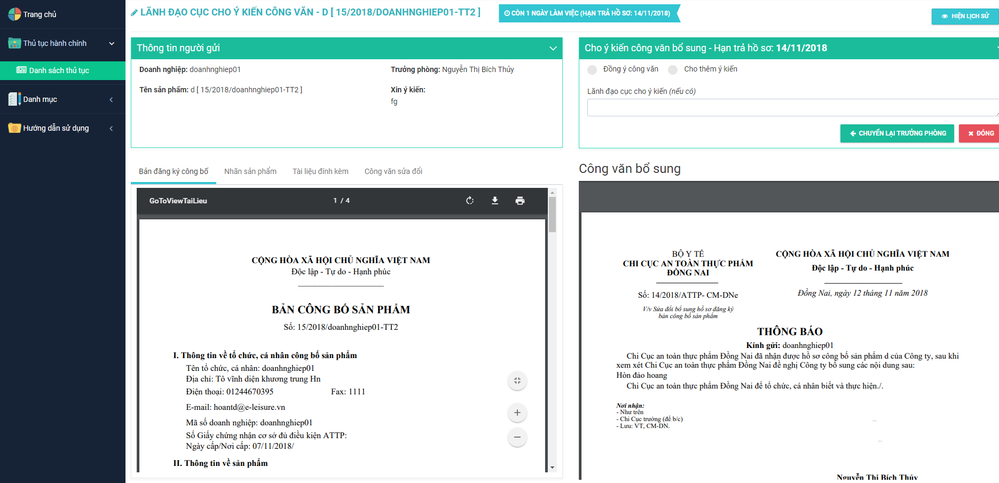 Trang chủ
Thủ tục hành chính
Danh sách thủ tục
Danh mục
Hướng dẫn sử dụng
LÃNH ĐẠO CỤC CHO Ý KIẾN CÔNG VĂN - D [ 15/2018/DOANHNGHIEP01-TT2 ]
CÒN 1 NGÀY LÀM VIỆC (HẠN TRẢ HỒ SƠ: 14/11/2018)
HIỆN LỊCH SỬ
Thông tin người gửi
Doanh nghiệp: doanhnghiep01
Trưởng phòng: Nguyễn Thị Bích Thủy
Tên sản phẩm: d [ 15/2018/doanhnghiep01-TT2 ]
Xin ý kiến:
fg
Cho ý kiến công văn bổ sung - Hạn trả hồ sơ: 14/11/2018
Đồng ý công văn
Cho thêm ý kiến
Lãnh đạo cục cho ý kiến (nếu có)
CHUYỂN LẠI TRƯỞNG PHÒNG
ĐÓNG
Bản đăng ký công bố
Nhãn sản phẩm
Tài liệu đính kèm
Công văn sửa đổi
GoToViewTaiLieu
1 / 4
CỘNG HÒA XÃ HỘI CHỦ NGHĨA VIỆT NAM
Độc lập - Tự do - Hạnh phúc
BẢN CÔNG BỐ SẢN PHẨM
Số: 15/2018/doanhnghiep01-TT2
I. Thông tin về tổ chức, cá nhân công bố sản phẩm
Tên tổ chức, cá nhân: doanhnghiep01
Địa chỉ: Tô vĩnh diện khương trung Hn
Điện thoại: 01244670395
Fax: 1111
E-mail: hoantd@e-leisure.vn
Mã số doanh nghiệp: doanhnghiep01
Số Giấy chứng nhận cơ sở đủ điều kiện ATTP:
Ngày cấp/Nơi cấp: 07/11/2018/
II. Thông tin về sản phẩm
Công văn bổ sung
BỘ Y TẾ
CHI CỤC AN TOÀN THỰC PHẨM
ĐỒNG NAI
Số: 14/2018/ATTP- CM-DNe
V/v Sửa đổi bổ sung hồ sơ đăng ký
bản công bố sản phẩm
CỘNG HÒA XÃ HỘI CHỦ NGHĨA VIỆT NAM
Độc lập - Tự do - Hạnh phúc
Đồng Nai, ngày 12 tháng 11 năm 2018
THÔNG BÁO
Kính gửi: doanhnghiep01
Chi Cục an toàn thực phẩm Đồng Nai đã nhận được hồ sơ công bố sản phẩm d của Công ty, sau khi
xem xét Chi Cục an toàn thực phẩm Đồng Nai đề nghị Công ty bổ sung các nội dung sau:
Hòn đảo hoang
Chi Cục an toàn thực phẩm Đồng Nai để tổ chức, cá nhân biết và thực hiện./.
Nơi nhận:
- Như trên
- Chi Cục trưởng (để b/c)
- Lưu: VT, CM-DN.
Nguyễn Thị Bích Thủy